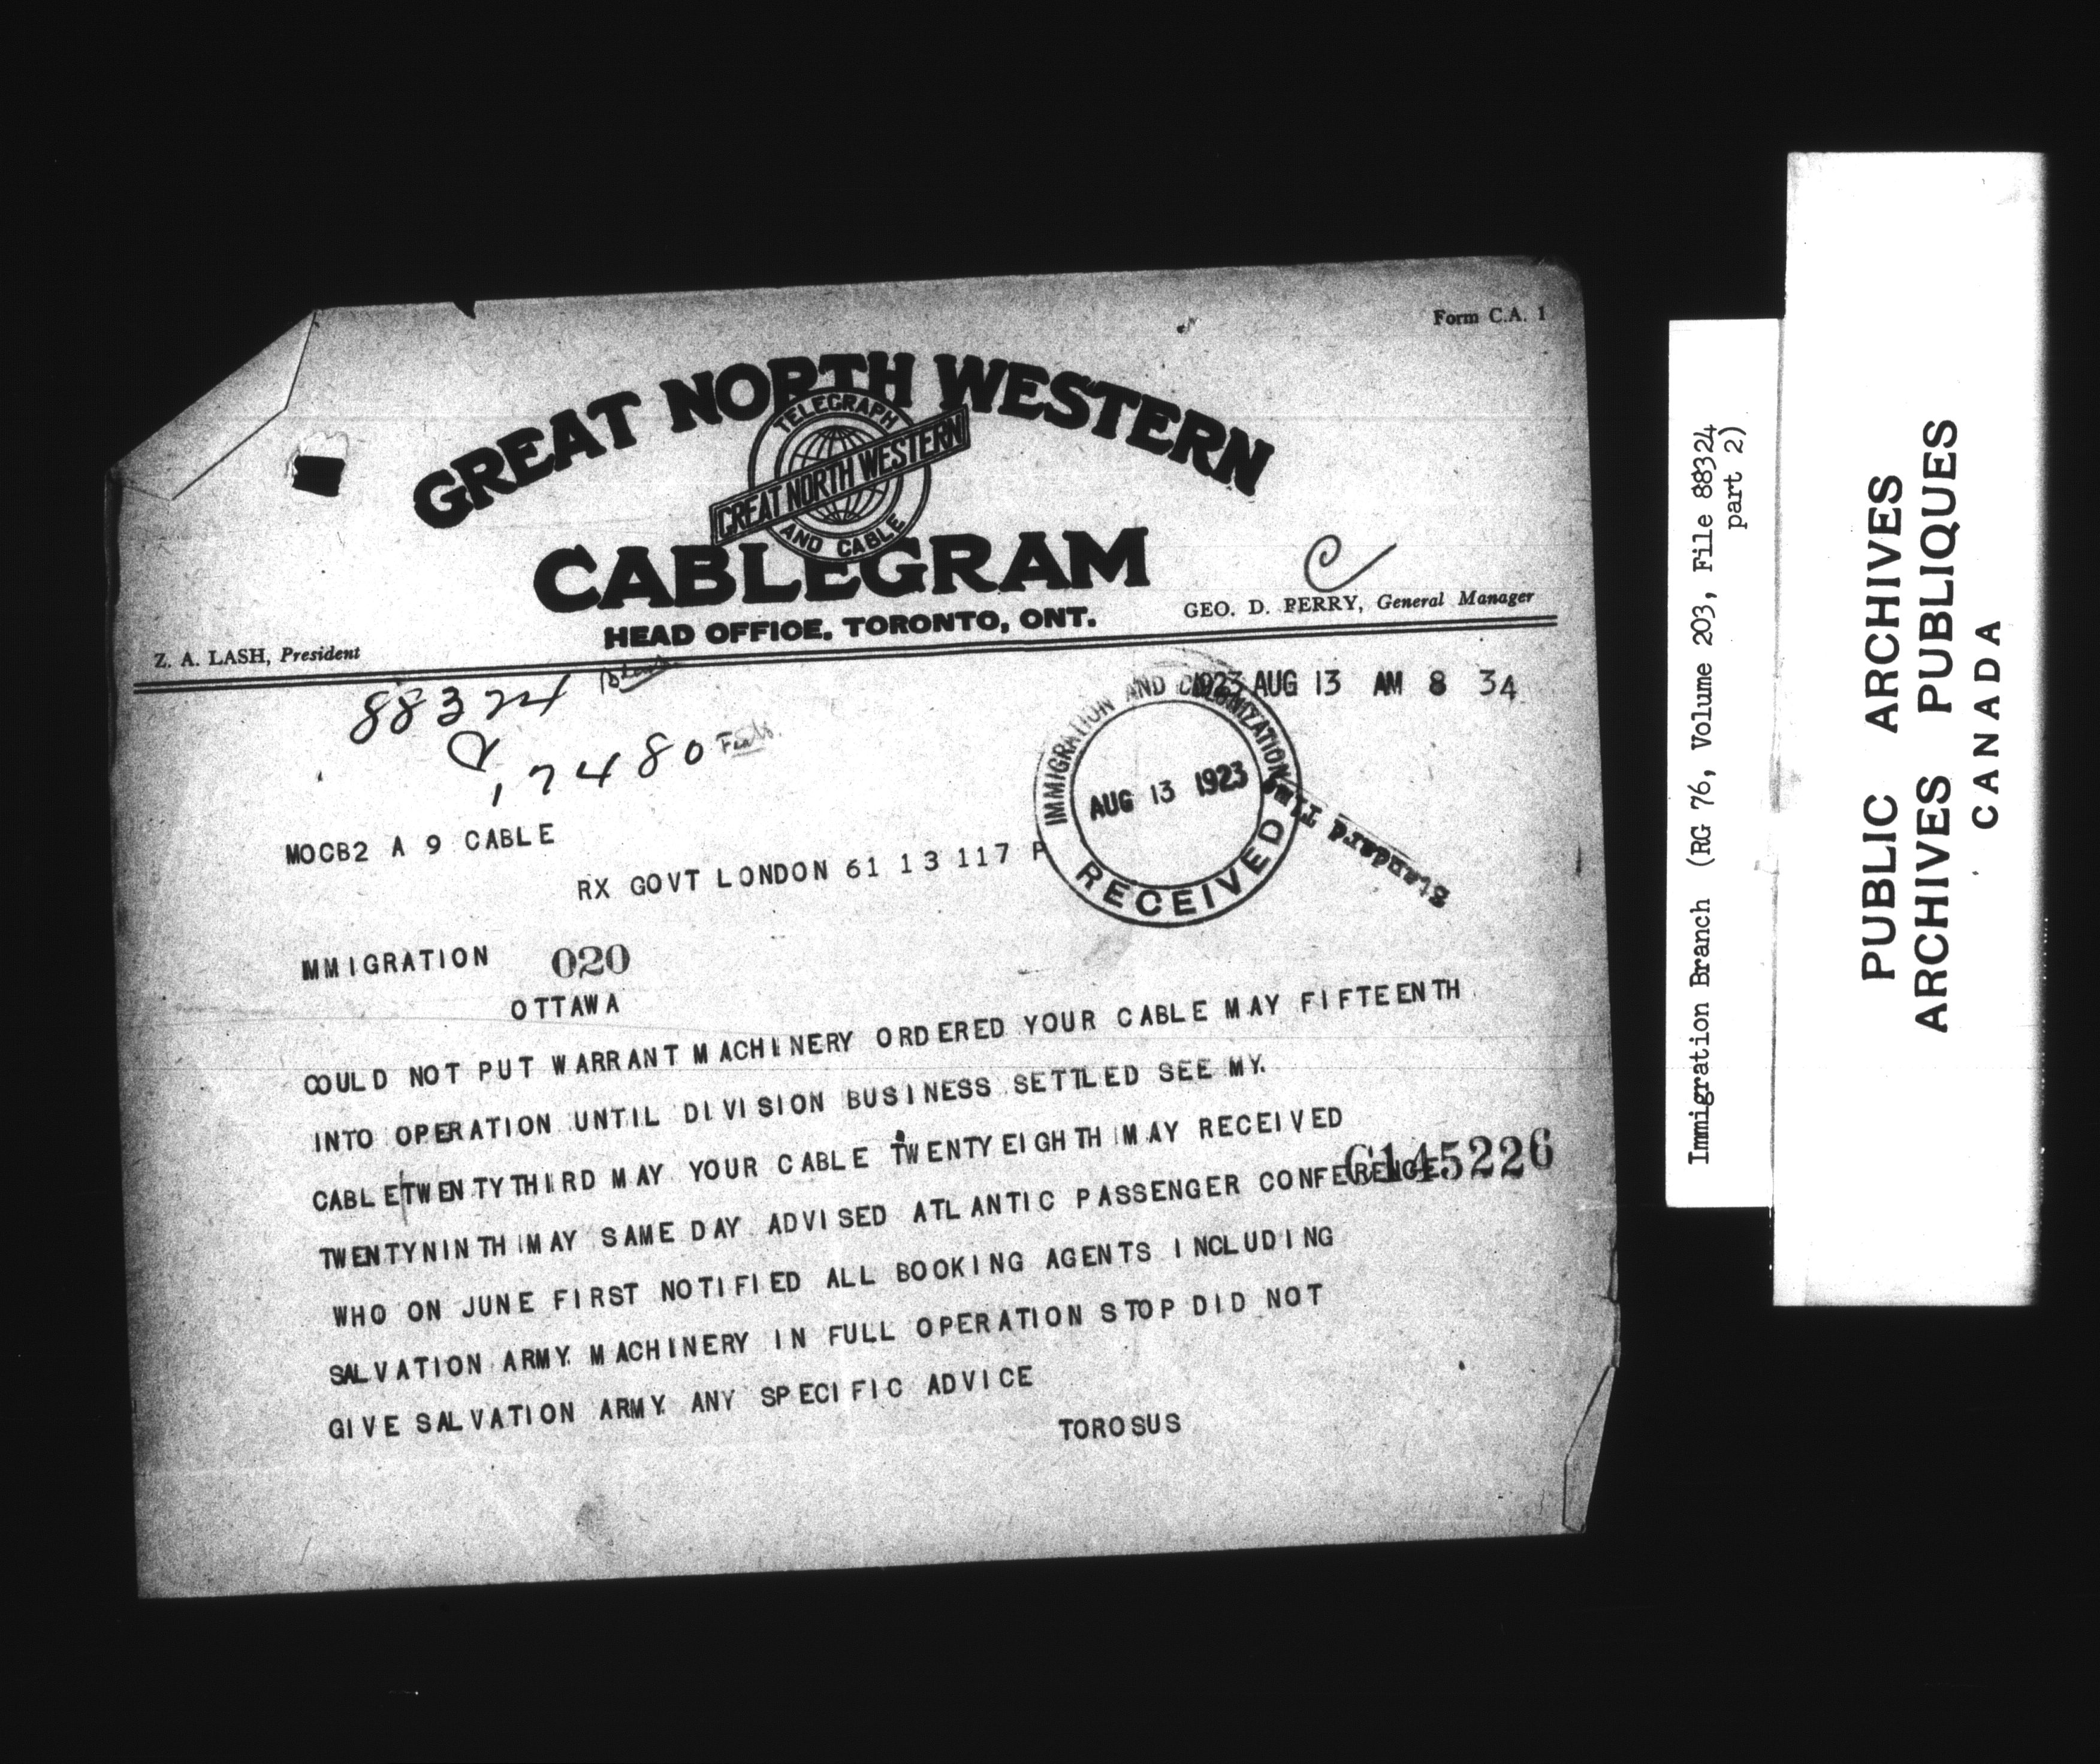 Form C.A. 1
GREAT NORTH WESTERN
TELEGRAPH
GREAT NORTH WESTERN
AND CABLE
CABLEGRAM
HEAD OFFICE, TORONTO, ONT.
Z. A. LASH, President
GEO. D. PERRY, General Manager
88324
1923 AUG 13 AM 8 34
17480
IMMIGRATION AND COLONIZATION
AUG 13 1923
RECEIVED
Standard Time
MOCB2 A 9 CABLE
RX GOVT LONDON 61 13 117 P
MMIGRATION 020
OTTAWA
COULD NOT PUT WARRANT MACHINERY ORDERED YOUR CABLE MAY FIFTEENTH
INTO OPERATION UNTIL DIVISION BUSINESS SETTLED SEE MY.
CABLE TWENTYTHIRD MAY YOUR CABLE TWENTYEIGHTH MAY RECEIVED
C145226
TWENTYNINTH MAY SAME DAY ADVISED ATLANTIC PASSENGER CONFERENCE
WHO ON JUNE FIRST NOTIFIED ALL BOOKING AGENTS INCLUDING
SALVATION ARMY. MACHINERY IN FULL OPERATION STOP DID NOT
GIVE SALVATION ARMY. ANY SPECIFIC ADVICE
TOROSUS
Immigration Branch (RG 76, Volume 203, File 88324
part 2)
PUBLIC ARCHIVES
ARCHIVES PUBLIQUES
CANADA